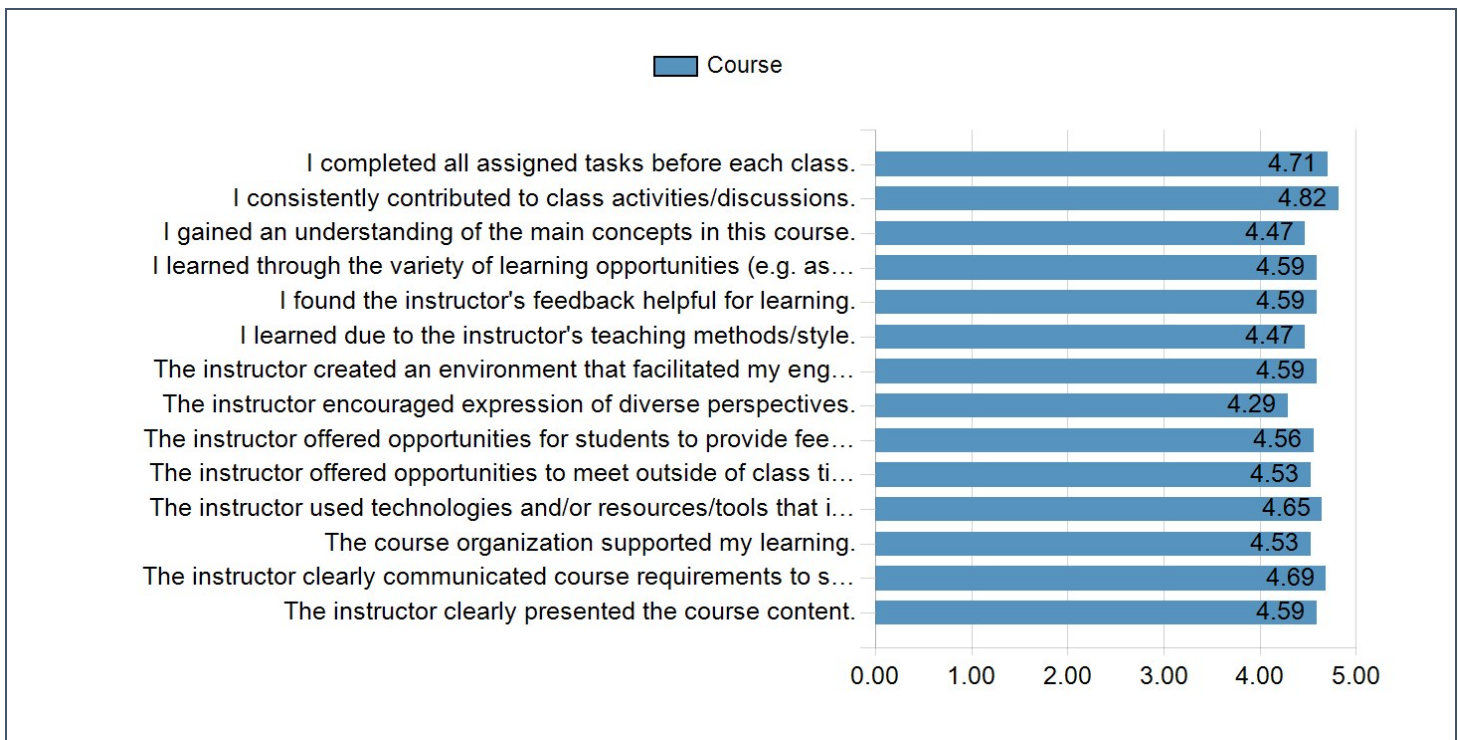 Course
I completed all assigned tasks before each class. 4.71
I consistently contributed to class activities/discussions. 4.82
I gained an understanding of the main concepts in this course. 4.47
I learned through the variety of learning opportunities (e.g. as… 4.59
I found the instructor's feedback helpful for learning. 4.59
I learned due to the instructor's teaching methods/style. 4.47
The instructor created an environment that facilitated my eng… 4.59
The instructor encouraged expression of diverse perspectives. 4.29
The instructor offered opportunities for students to provide fee… 4.56
The instructor offered opportunities to meet outside of class ti… 4.53
The instructor used technologies and/or resources/tools that i… 4.65
The course organization supported my learning. 4.53
The instructor clearly communicated course requirements to s… 4.69
The instructor clearly presented the course content. 4.59
0.00 1.00 2.00 3.00 4.00 5.00